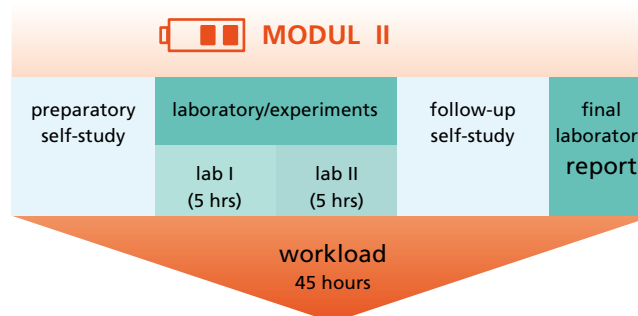 MODUL II
preparatory
self-study
laboratory/experiments
lab I
(5 hrs)
lab II
(5 hrs)
follow-up
self-study
final
laborator
report
workload
45 hours